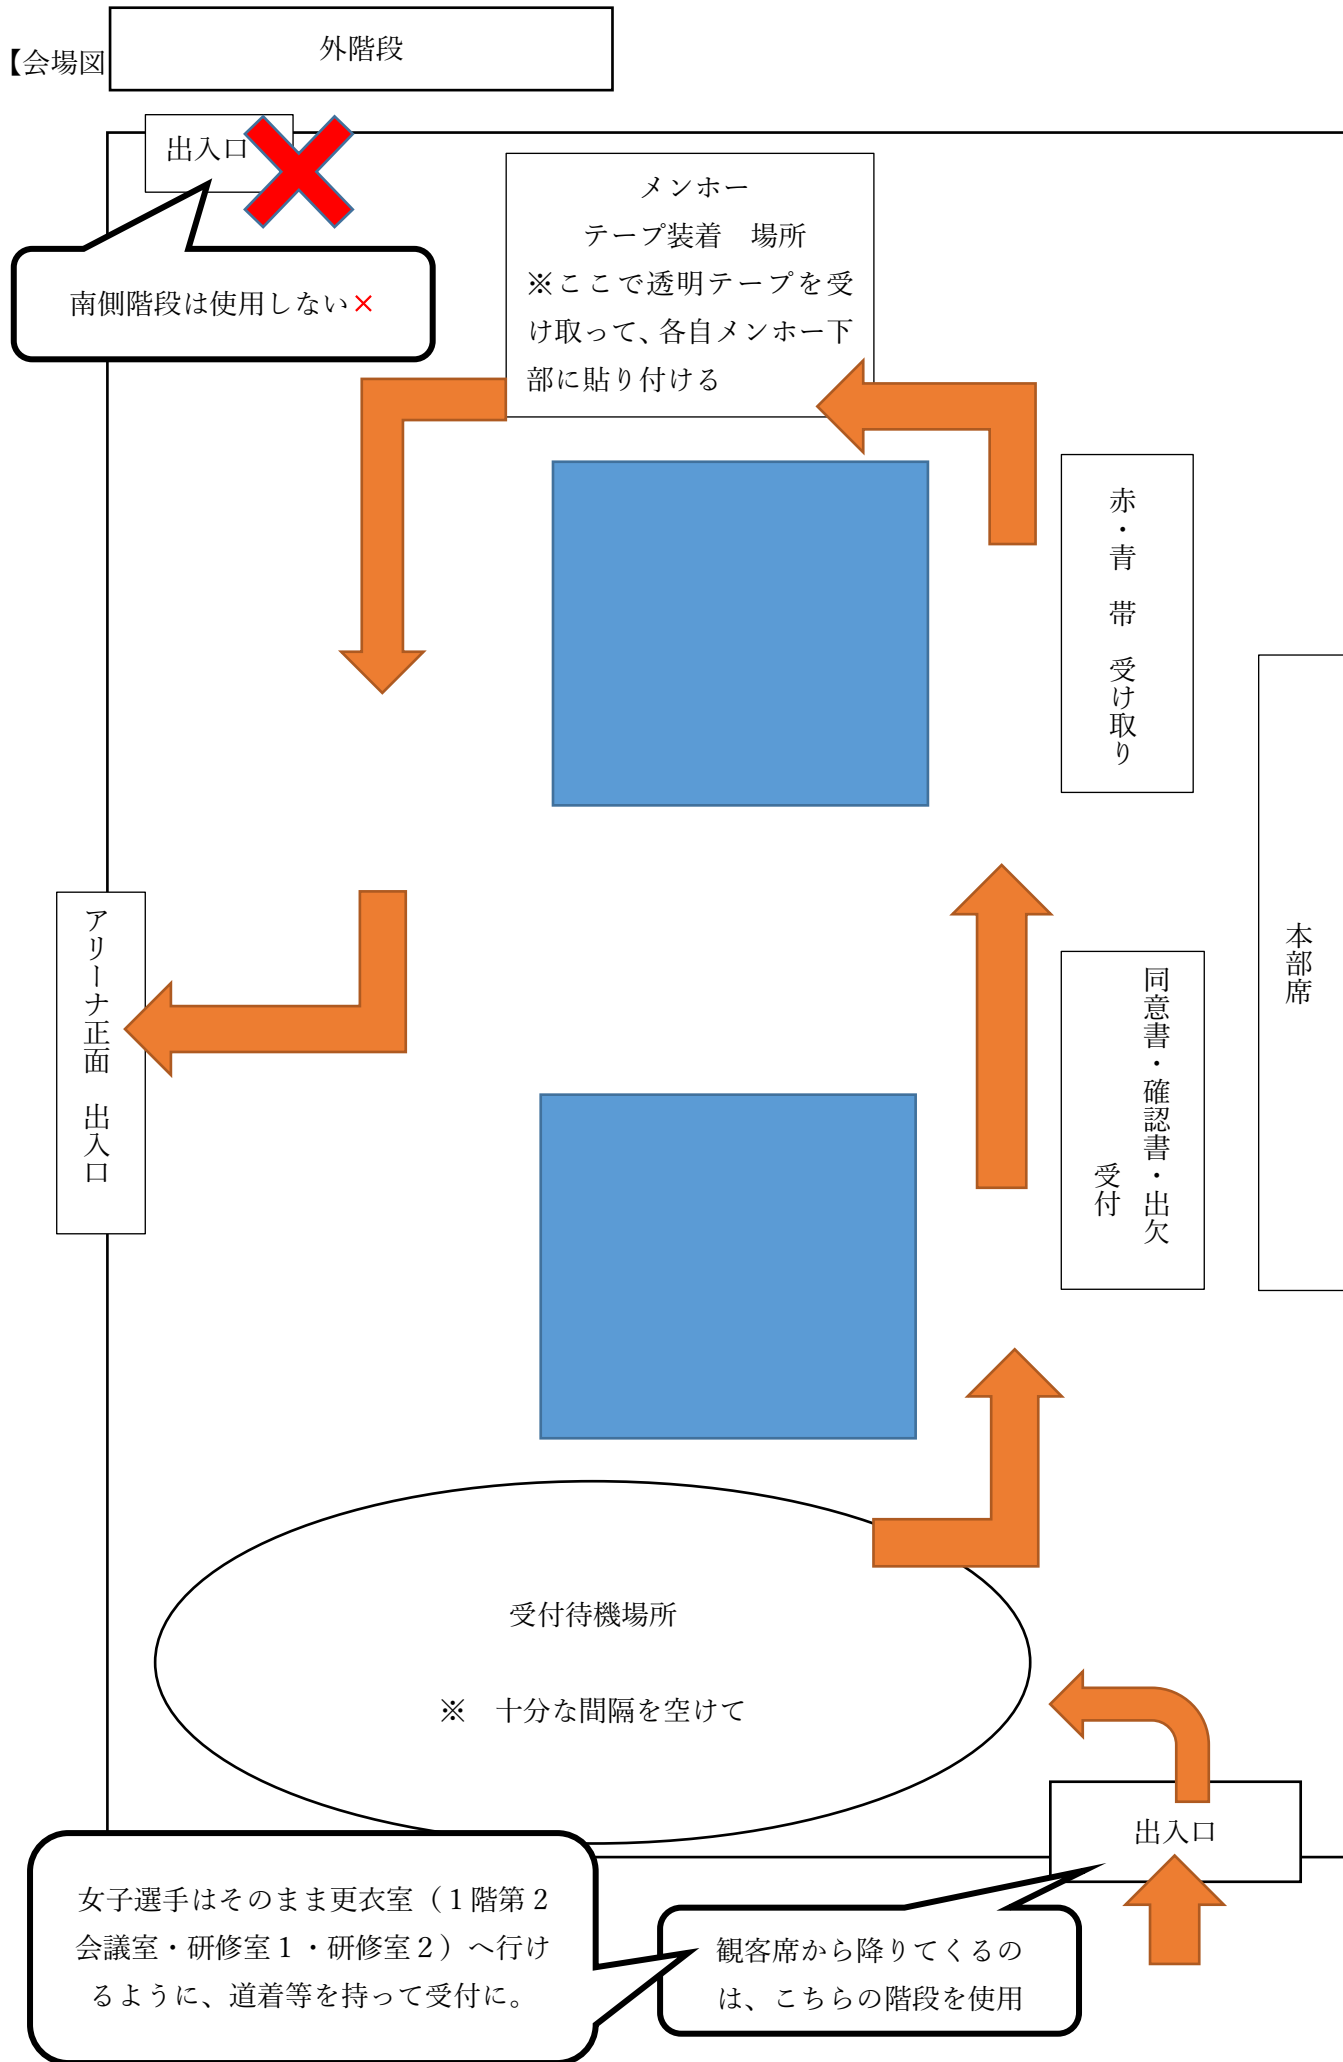 【会場図
外階段
出入口
南側階段は使用しない×
メンホー
テープ装着　場所
※ここで透明テープを受
け取って、各自メンホー下
部に貼り付ける
赤・青　帯　受け取り
本部席
同意書・確認書・出欠
受付
アリーナ正面　出入口
受付待機場所
※　十分な間隔を空けて
出入口
女子選手はそのまま更衣室（１階第２
会議室・研修室１・研修室２）へ行け
るように、道着等を持って受付に。
観客席から降りてくるの
は、こちらの階段を使用